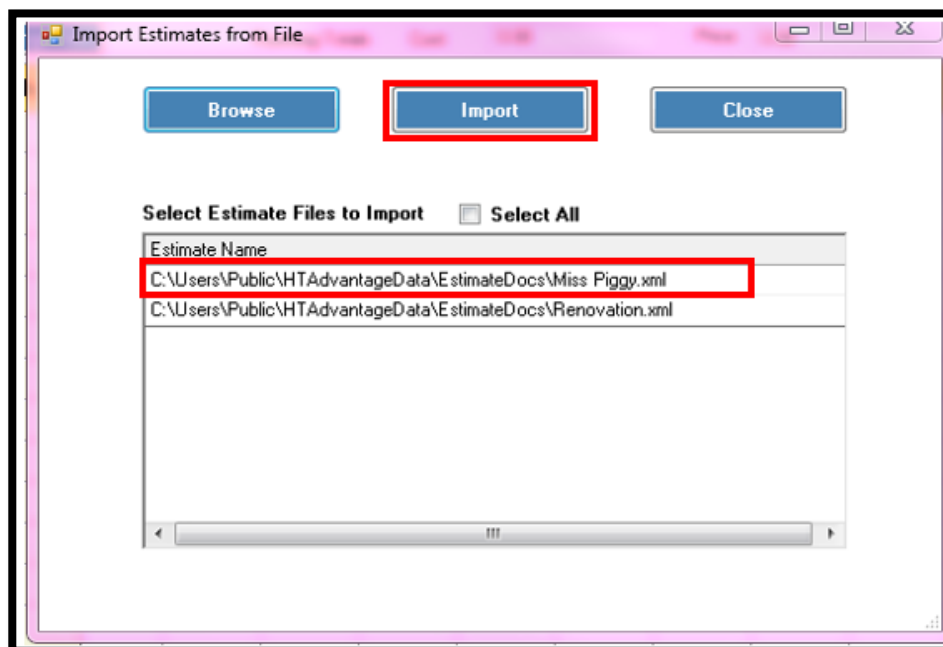 Import Estimates from File
Browse Import Close
Select Estimate Files to Import Select All
Estimate Name
C:\Users\Public\HTAdvantageData\EstimateDocs\Miss Piggy.xml
C:\Users\Public\HTAdvantageData\EstimateDocs\Renovation.xml